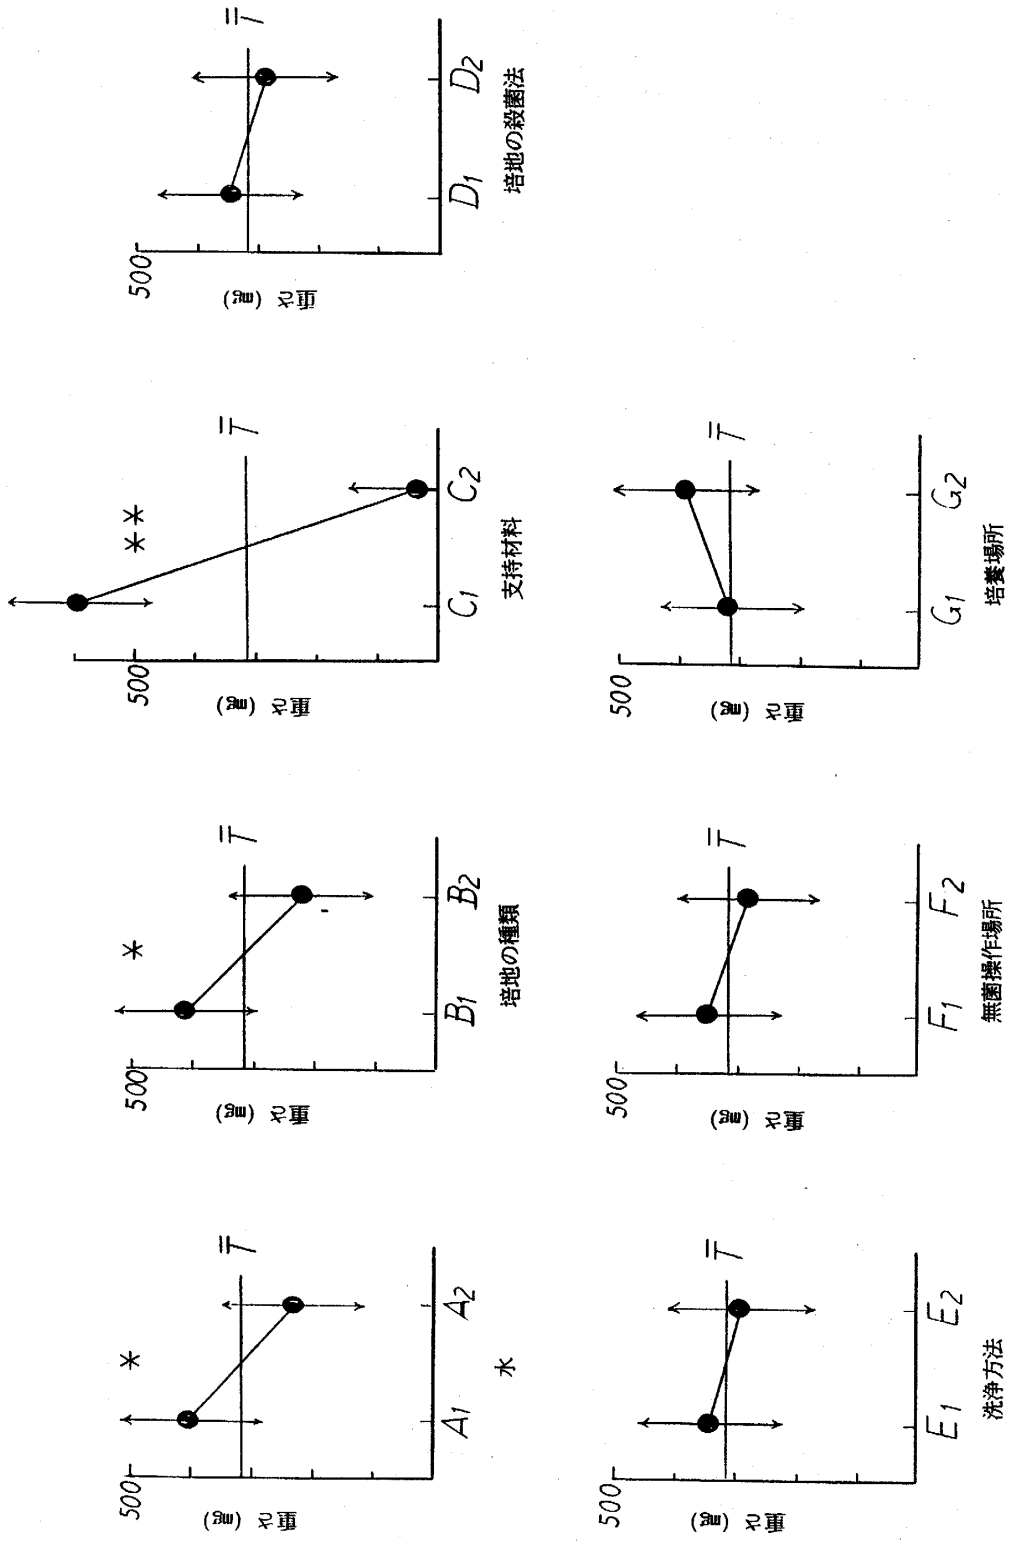 500
重さ (mg)
*
T̿
A1 A2
水
500
重さ (mg)
*
T̿
B1 B2
培地の種類
500
重さ (mg)
**
T̿
C1 C2
支持材料
500
重さ (mg)
T̿
D1 D2
培地の殺菌法
500
重さ (mg)
T̿
E1 E2
洗浄方法
500
重さ (mg)
T̿
F1 F2
無菌操作場所
500
重さ (mg)
T̿
G1 G2
培養場所